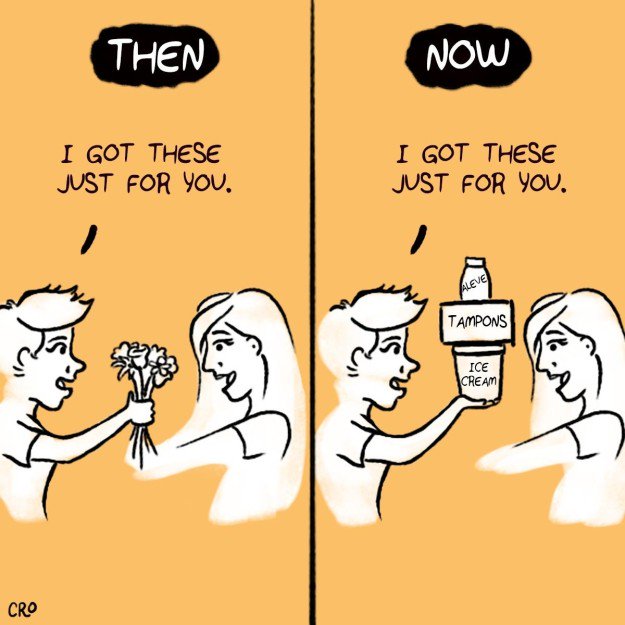 THEN
I GOT THESE
JUST FOR YOU.
NOW
I GOT THESE
JUST FOR YOU.
ALEVE
TAMPONS
ICE
CREAM
CRO